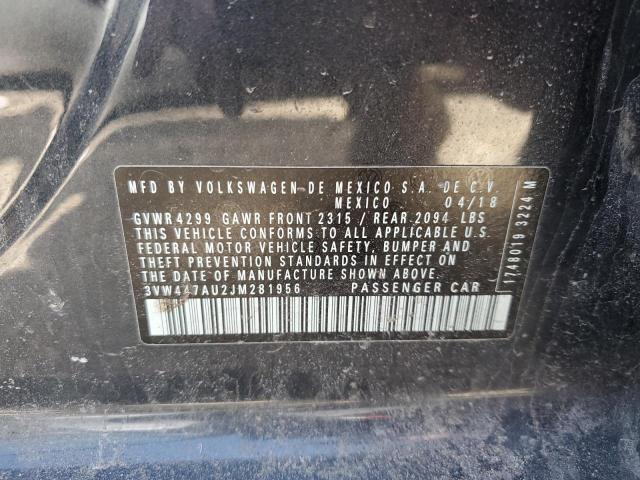 MFD BY VOLKSWAGEN DE MEXICO S.A. DE C.V.
MEXICO 04/18
GVWR 4299 GAWR FRONT 2315 / REAR 2094 LBS
THIS VEHICLE CONFORMS TO ALL APPLICABLE U.S.
FEDERAL MOTOR VEHICLE SAFETY, BUMPER AND
THEFT PREVENTION STANDARDS IN EFFECT ON THE
DATE OF MANUFACTURE SHOWN ABOVE.
3VW447AU2JM281956 PASSENGER CAR
1748019 3224 M